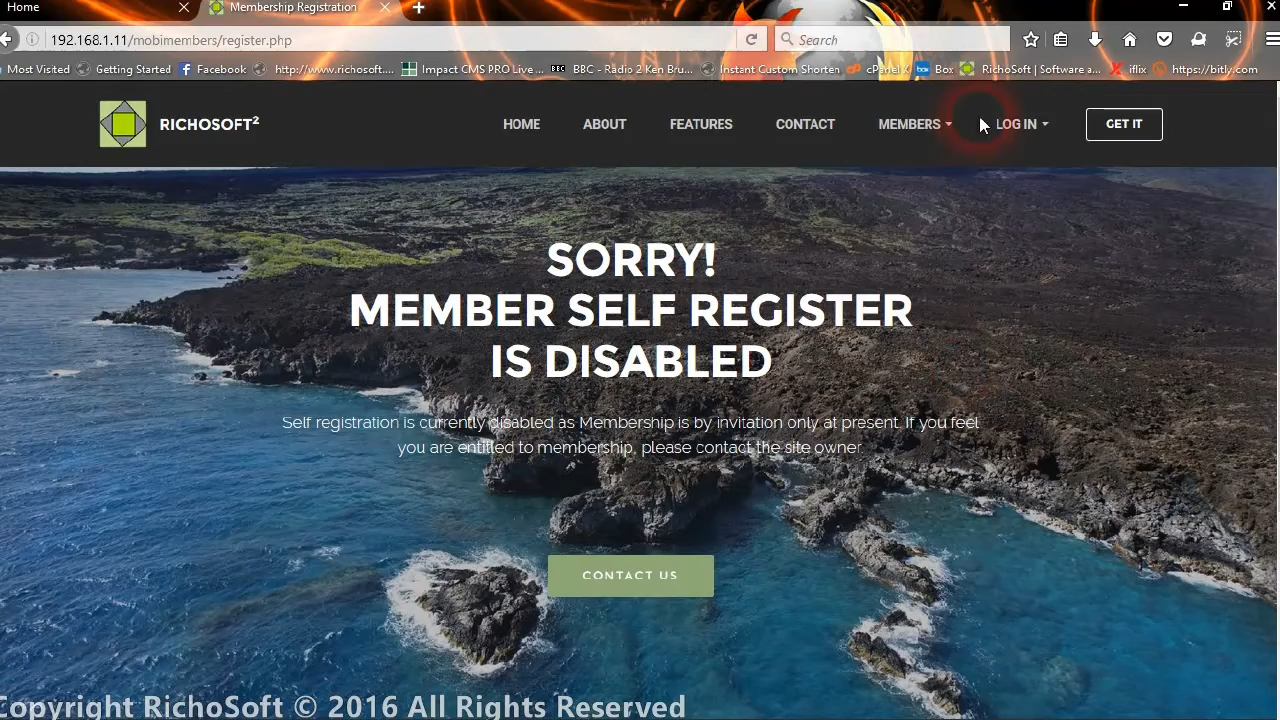 Home
Membership Registration
192.168.1.11/mobimembers/register.php
Search
Most Visited
Getting Started
Facebook
http://www.richosoft....
Impact CMS PRO Live ...
BBC
BBC - Radio 2 Ken Bru...
Instant Custom Shorten
cPanel X
box
Box
RichoSoft | Software a...
iflix
https://bitly.com
RICHOSOFT²
HOME
ABOUT
FEATURES
CONTACT
MEMBERS
LOG IN
GET IT
SORRY!
MEMBER SELF REGISTER
IS DISABLED
Self registration is currently disabled as Membership is by invitation only at present. If you feel
you are entitled to membership, please contact the site owner.
CONTACT US
Copyright RichoSoft © 2016 All Rights Reserved